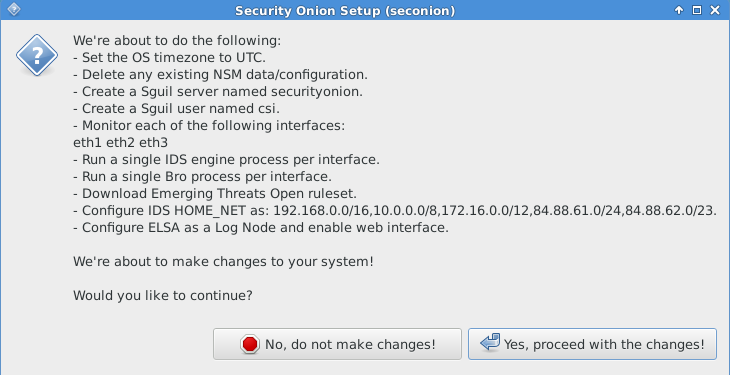 Security Onion Setup (seconion)
We're about to do the following:
- Set the OS timezone to UTC.
- Delete any existing NSM data/configuration.
- Create a Sguil server named securityonion.
- Create a Sguil user named csi.
- Monitor each of the following interfaces:
eth1 eth2 eth3
- Run a single IDS engine process per interface.
- Run a single Bro process per interface.
- Download Emerging Threats Open ruleset.
- Configure IDS HOME_NET as: 192.168.0.0/16,10.0.0.0/8,172.16.0.0/12,84.88.61.0/24,84.88.62.0/23.
- Configure ELSA as a Log Node and enable web interface.
We're about to make changes to your system!
Would you like to continue?
No, do not make changes!
Yes, proceed with the changes!